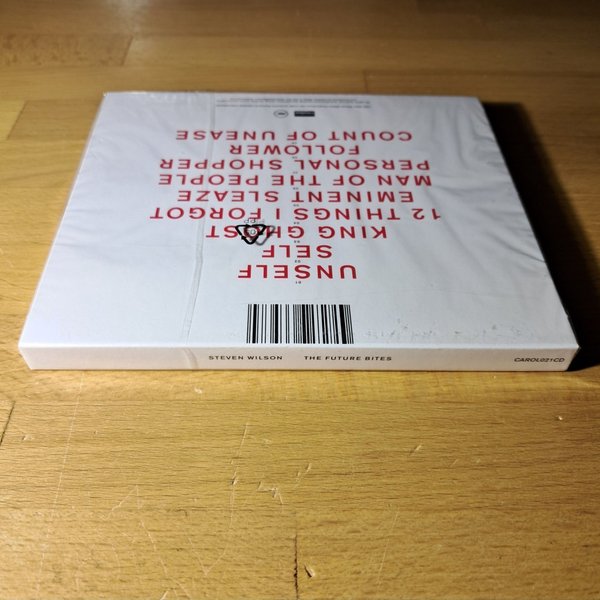 UNSELF
SELF
KING GHOST
12 THINGS I FORGOT
EMINENT SLEAZE
MAN OF THE PEOPLE
PERSONAL SHOPPER
FOLLOWER
COUNT OF UNEASE
STEVEN WILSON THE FUTURE BITES